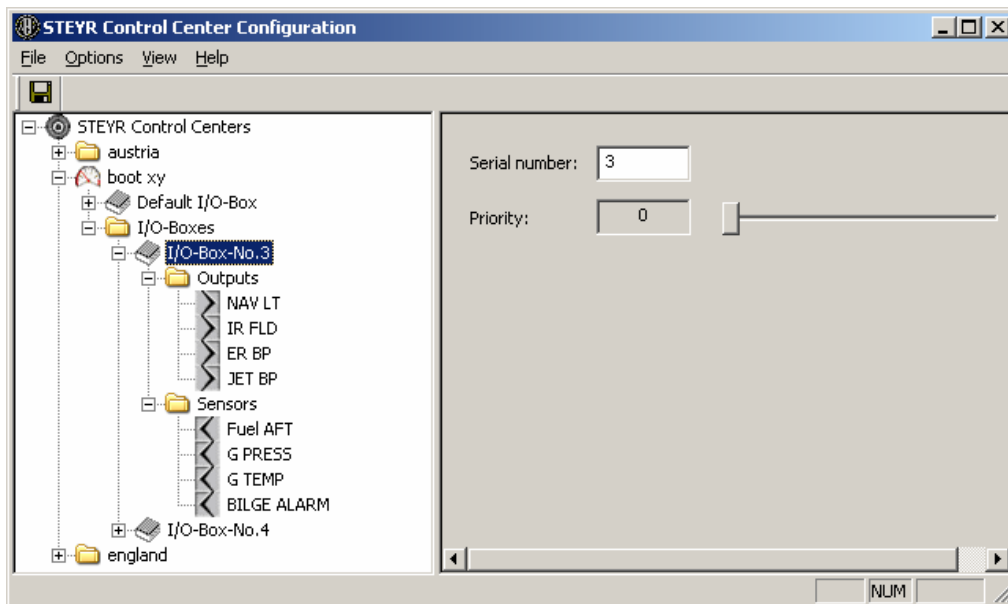 STEYR Control Center Configuration
File Options View Help
STEYR Control Centers
austria
boot xy
Default I/O-Box
I/O-Boxes
I/O-Box-No.3
Outputs
NAV LT
IR FLD
ER BP
JET BP
Sensors
Fuel AFT
G PRESS
G TEMP
BILGE ALARM
I/O-Box-No.4
england
Serial number: 3
Priority: 0
NUM